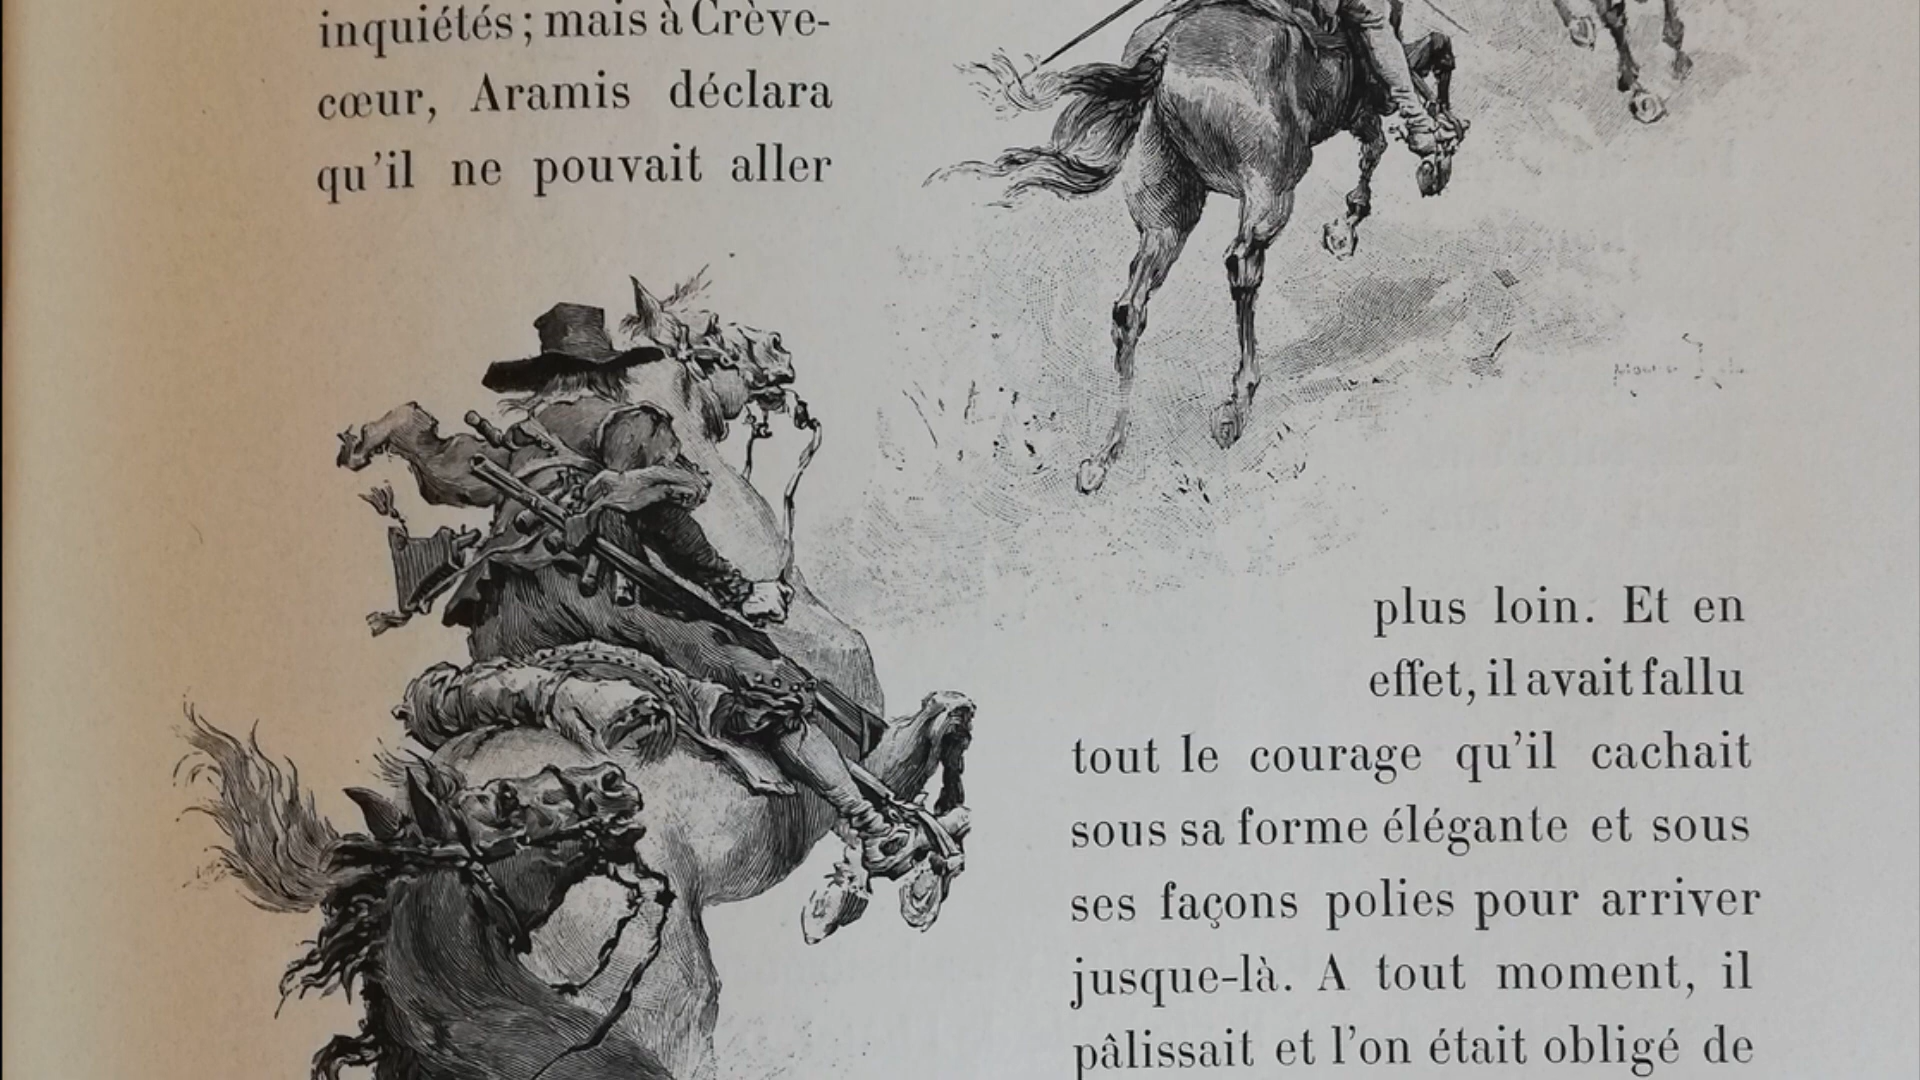 inquiétés ; mais à Crève-
cœur, Aramis déclara
qu'il ne pouvait aller
plus loin. Et en
effet, il avait fallu
tout le courage qu'il cachait
sous sa forme élégante et sous
ses façons polies pour arriver
jusque-là. A tout moment, il
pâlissait et l'on était obligé de